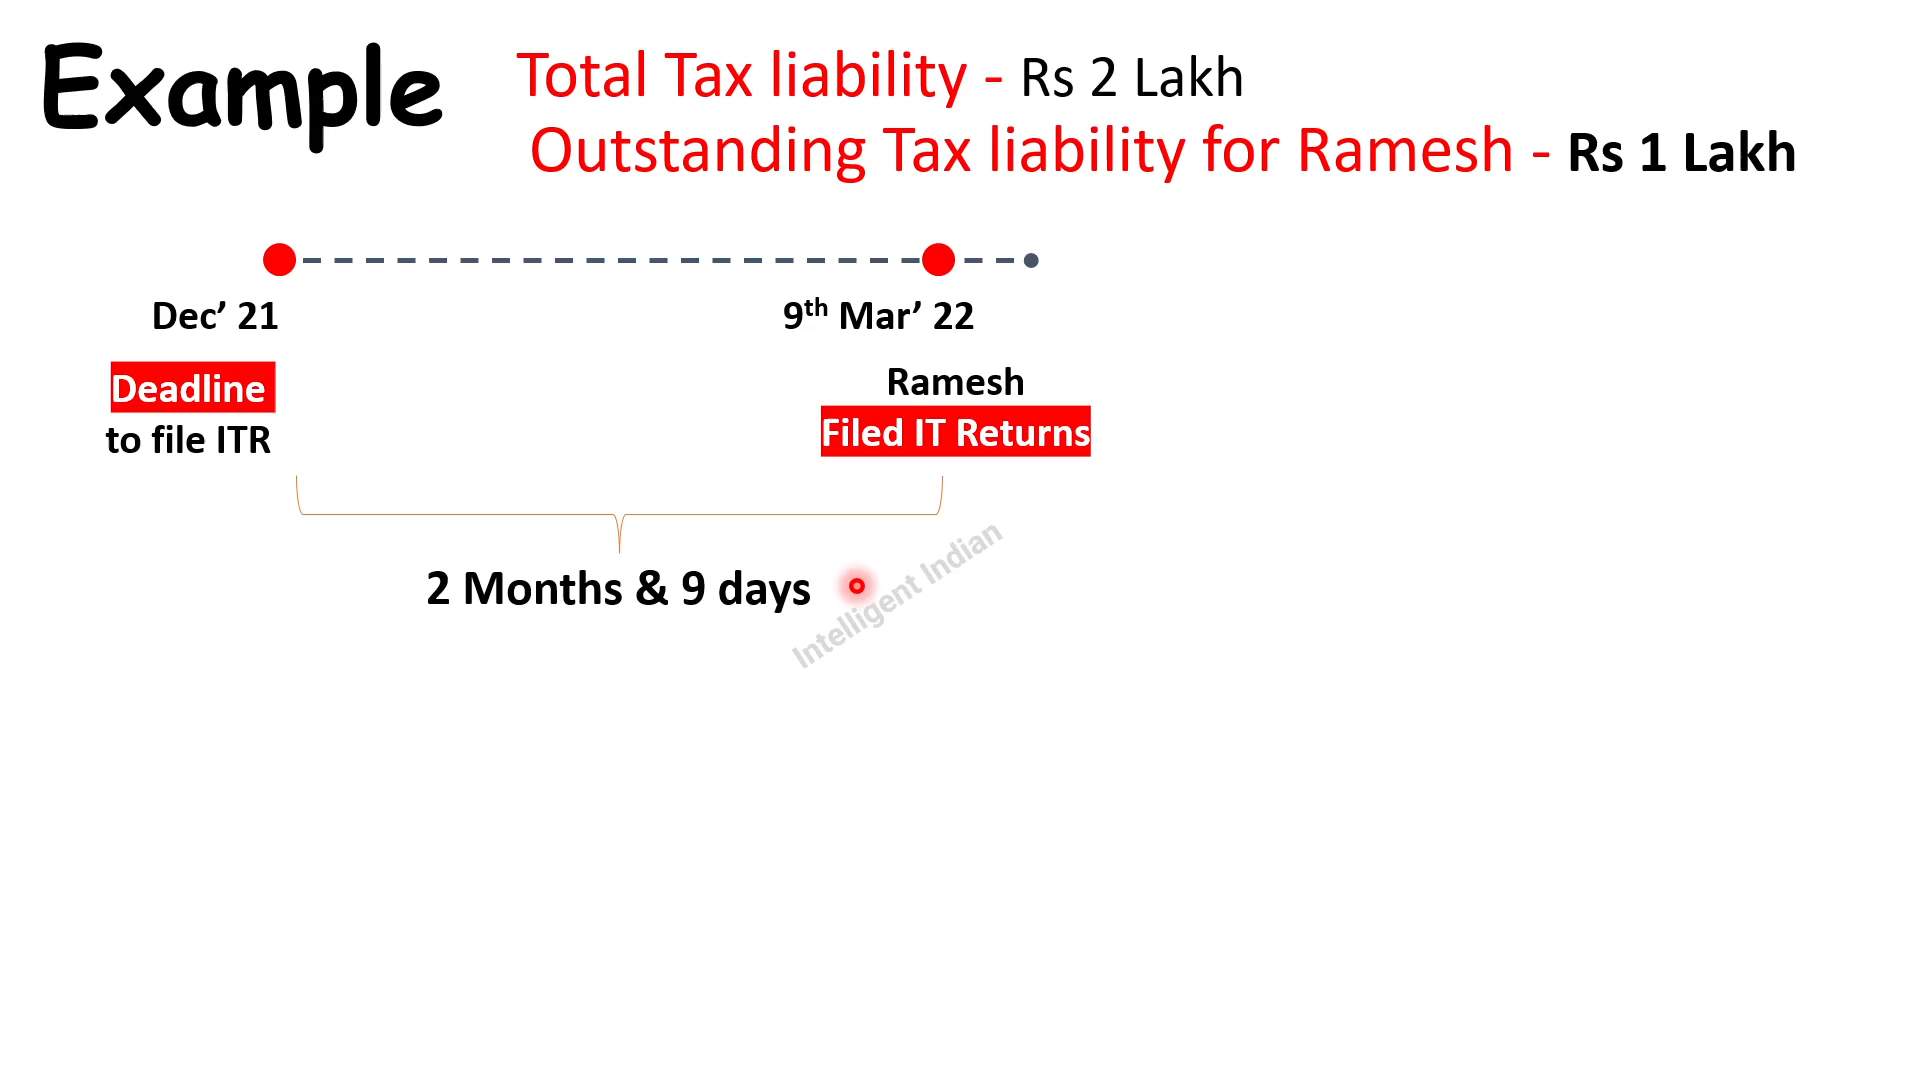 Example
Total Tax liability - Rs 2 Lakh
Outstanding Tax liability for Ramesh - Rs 1 Lakh
Dec’ 21
9th Mar’ 22
Deadline
to file ITR
Ramesh
Filed IT Returns
2 Months & 9 days
Intelligent Indian